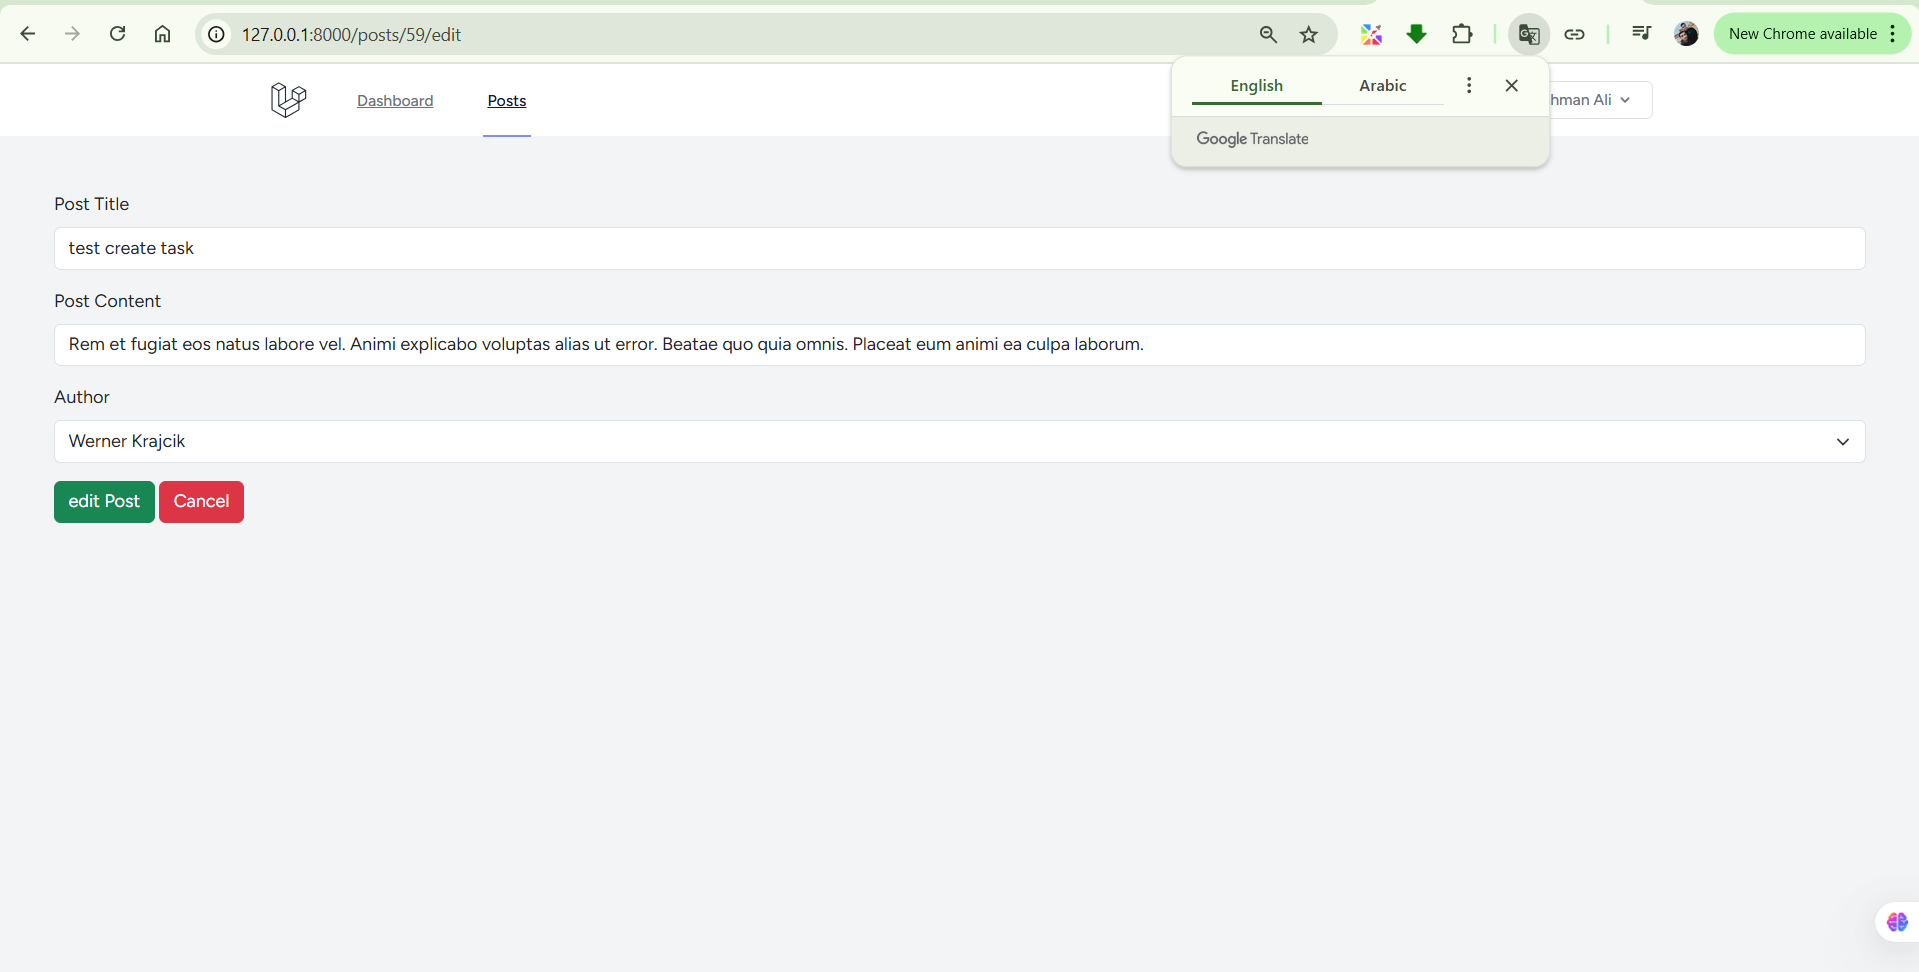 127.0.0.1:8000/posts/59/edit
New Chrome available
English Arabic
Google Translate
Dashboard Posts
hman Ali
Post Title
test create task
Post Content
Rem et fugiat eos natus labore vel. Animi explicabo voluptas alias ut error. Beatae quo quia omnis. Placeat eum animi ea culpa laborum.
Author
Werner Krajcik
edit Post Cancel